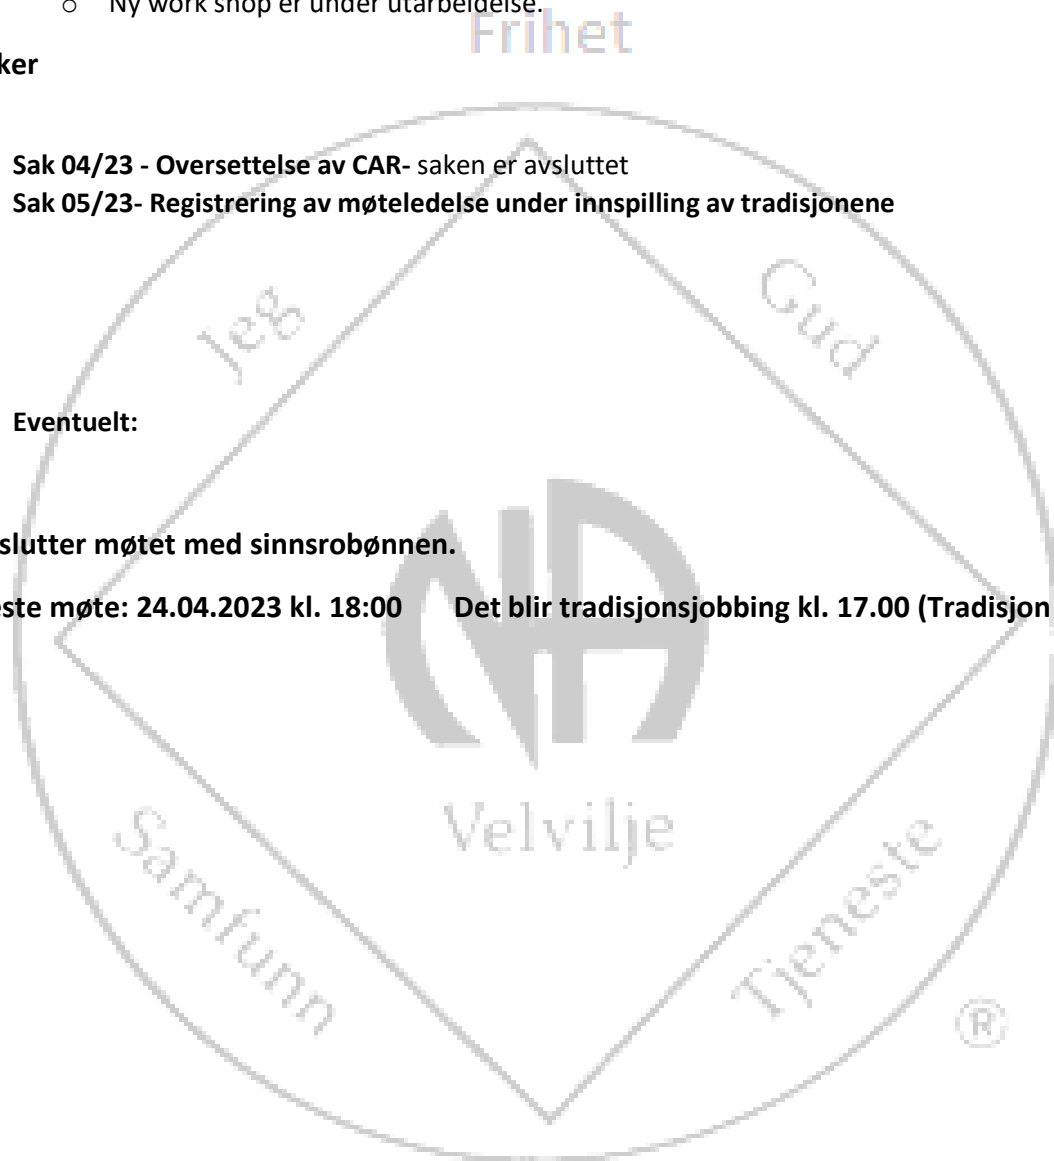 o Ny work shop er under utarbeidelse.
Frihet
ker
Sak 04/23 - Oversettelse av CAR- saken er avsluttet
Sak 05/23- Registrering av møteledelse under innspilling av tradisjonene
Jeg
Gud
Eventuelt:
slutter møtet med sinnsrobønnen.
este møte: 24.04.2023 kl. 18:00 Det blir tradisjonsjobbing kl. 17.00 (Tradisjon
NA
Velvilje
Samfunn
Tjeneste
®